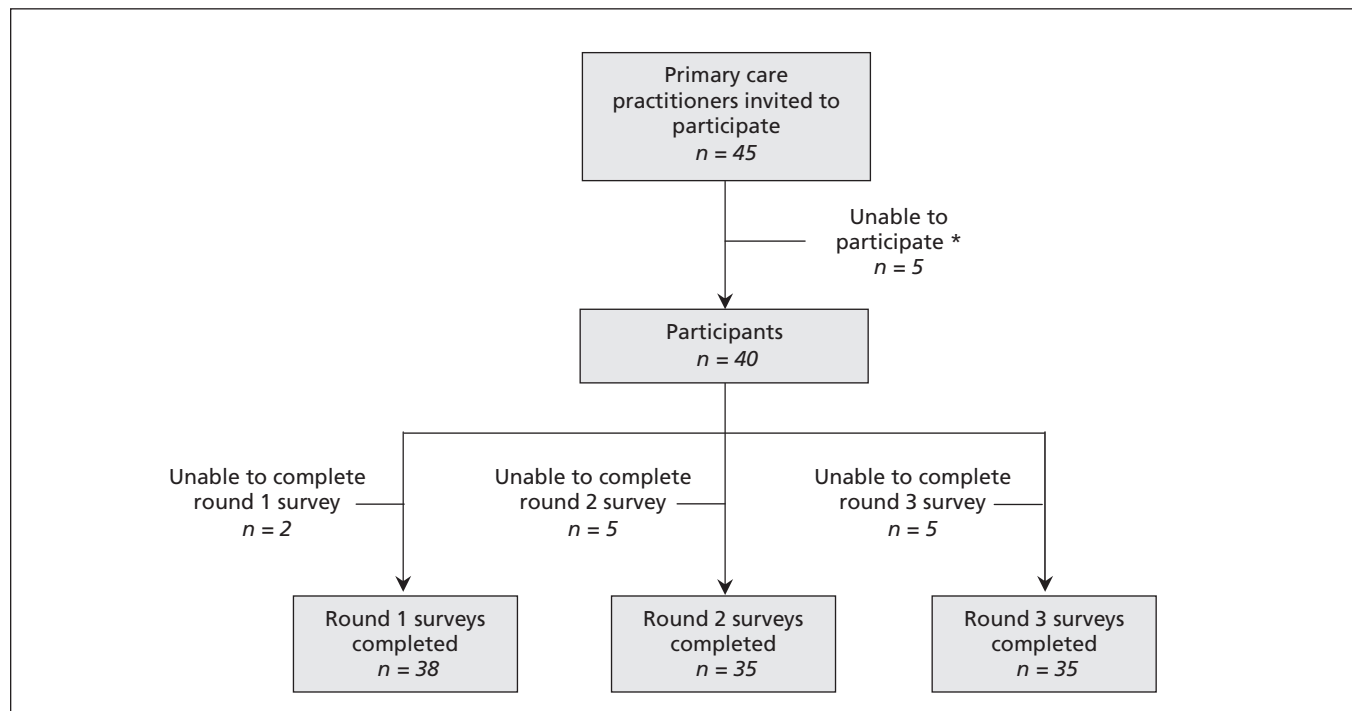 Primary care
practitioners invited to
participate
n = 45
Unable to
participate *
n = 5
Participants
n = 40
Unable to complete
round 1 survey
n = 2
Unable to complete
round 2 survey
n = 5
Unable to complete
round 3 survey
n = 5
Round 1 surveys
completed
n = 38
Round 2 surveys
completed
n = 35
Round 3 surveys
completed
n = 35